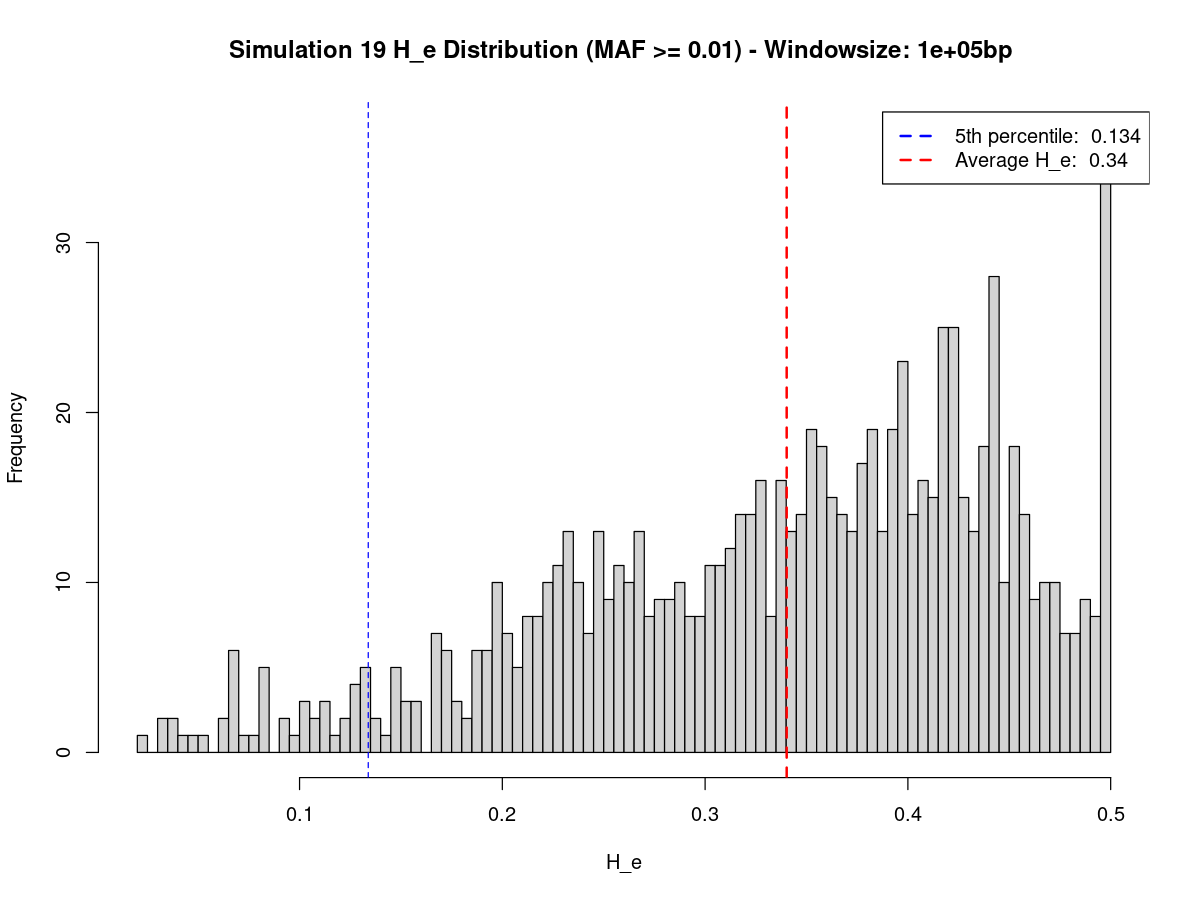 Simulation 19 H_e Distribution (MAF >= 0.01) - Windowsize: 1e+05bp
5th percentile:  0.134
Average H_e:  0.34
Frequency
30
20
10
0
0.1 0.2 0.3 0.4 0.5
H_e